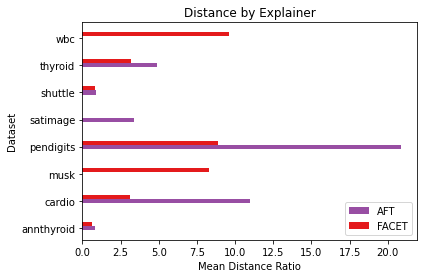 Distance by Explainer
Dataset
wbc
thyroid
shuttle
satimage
pendigits
musk
cardio
annthyroid
AFT
FACET
0.0 2.5 5.0 7.5 10.0 12.5 15.0 17.5 20.0
Mean Distance Ratio